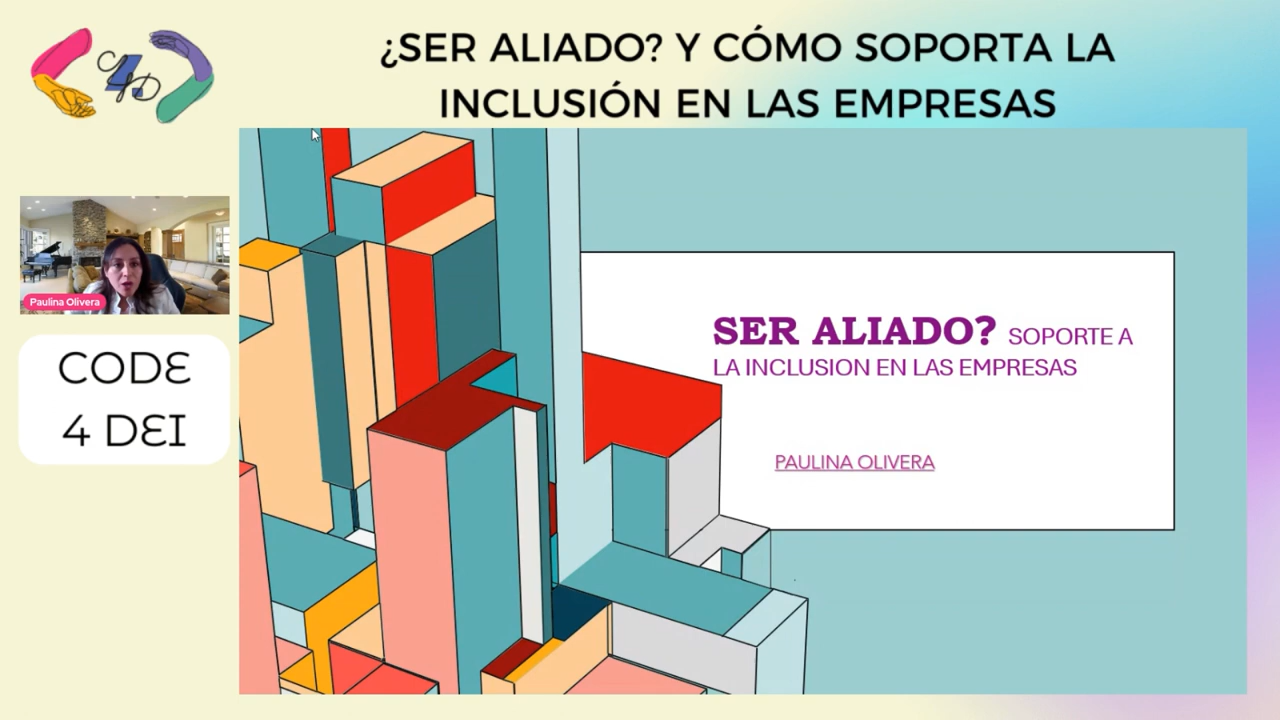 ¿SER ALIADO? Y CÓMO SOPORTA LA
INCLUSIÓN EN LAS EMPRESAS
Paulina Olivera
CODE
4 DEI
SER ALIADO? SOPORTE A
LA INCLUSION EN LAS EMPRESAS
PAULINA OLIVERA